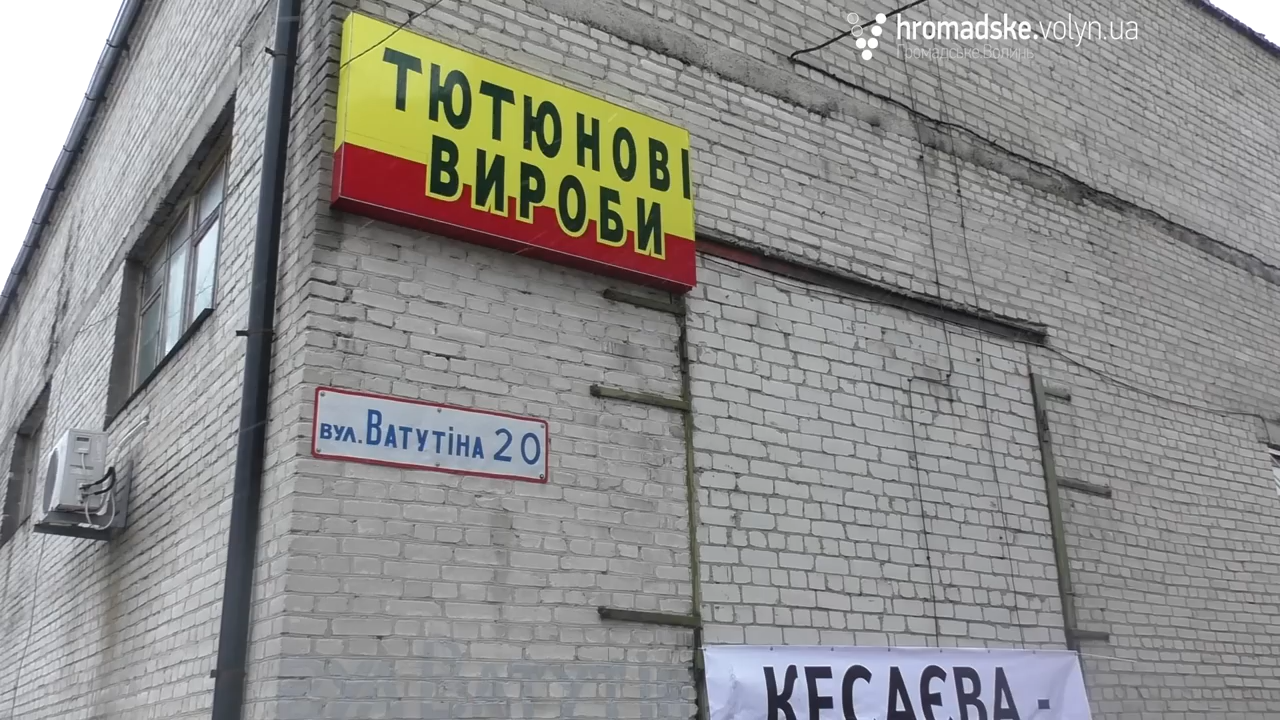 hromadske.volyn.ua
Громадське Волинь
ТЮТЮНОВІ
ВИРОБИ
вул. Ватутіна 20
КЕСАЄВА -